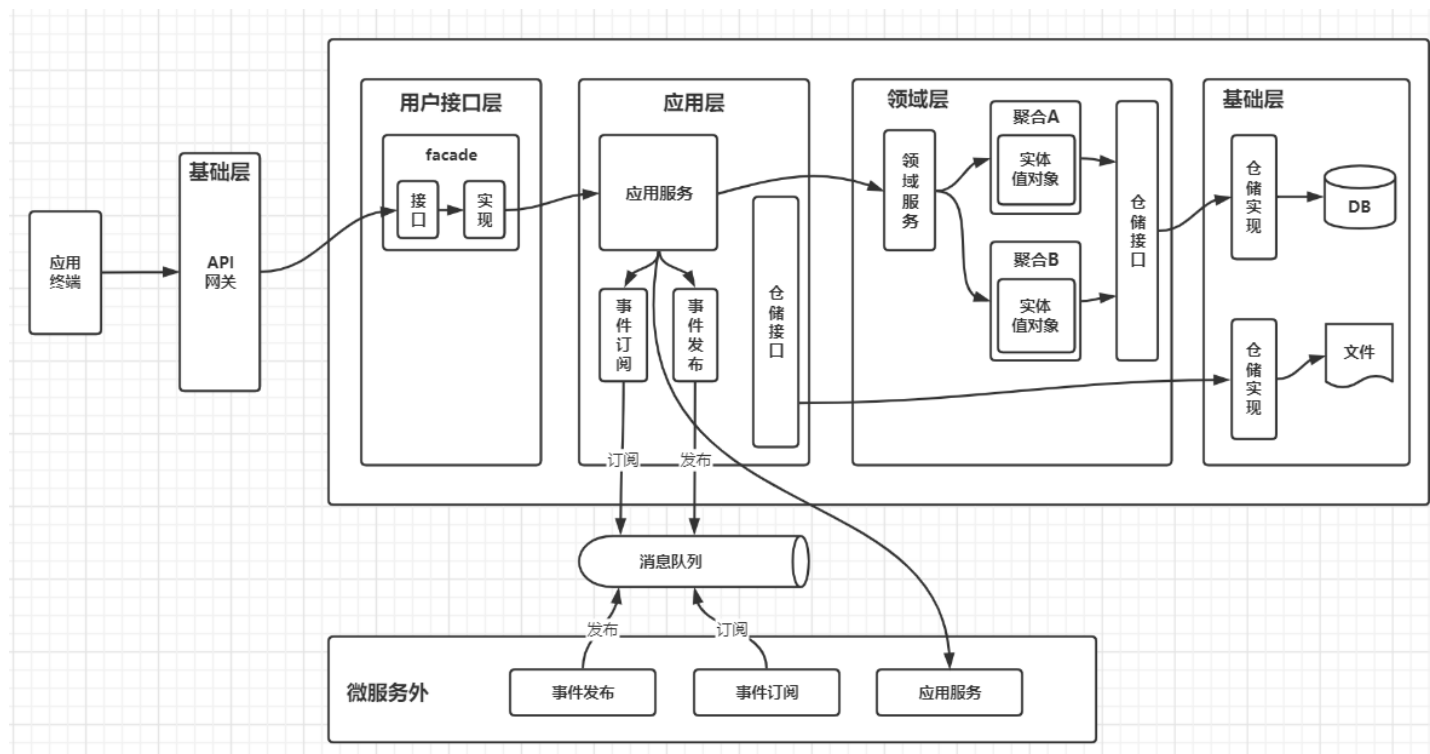 应用
终端
基础层
API
网关
用户接口层
facade
接
口
实
现
应用层
应用服务
事
件
订
阅
事
件
发
布
仓
储
接
口
订阅
发布
领域层
领
域
服
务
聚合A
实体
值对象
聚合B
实体
值对象
仓
储
接
口
基础层
仓
储
实
现
DB
仓
储
实
现
文件
消息队列
发布
订阅
微服务外
事件发布
事件订阅
应用服务